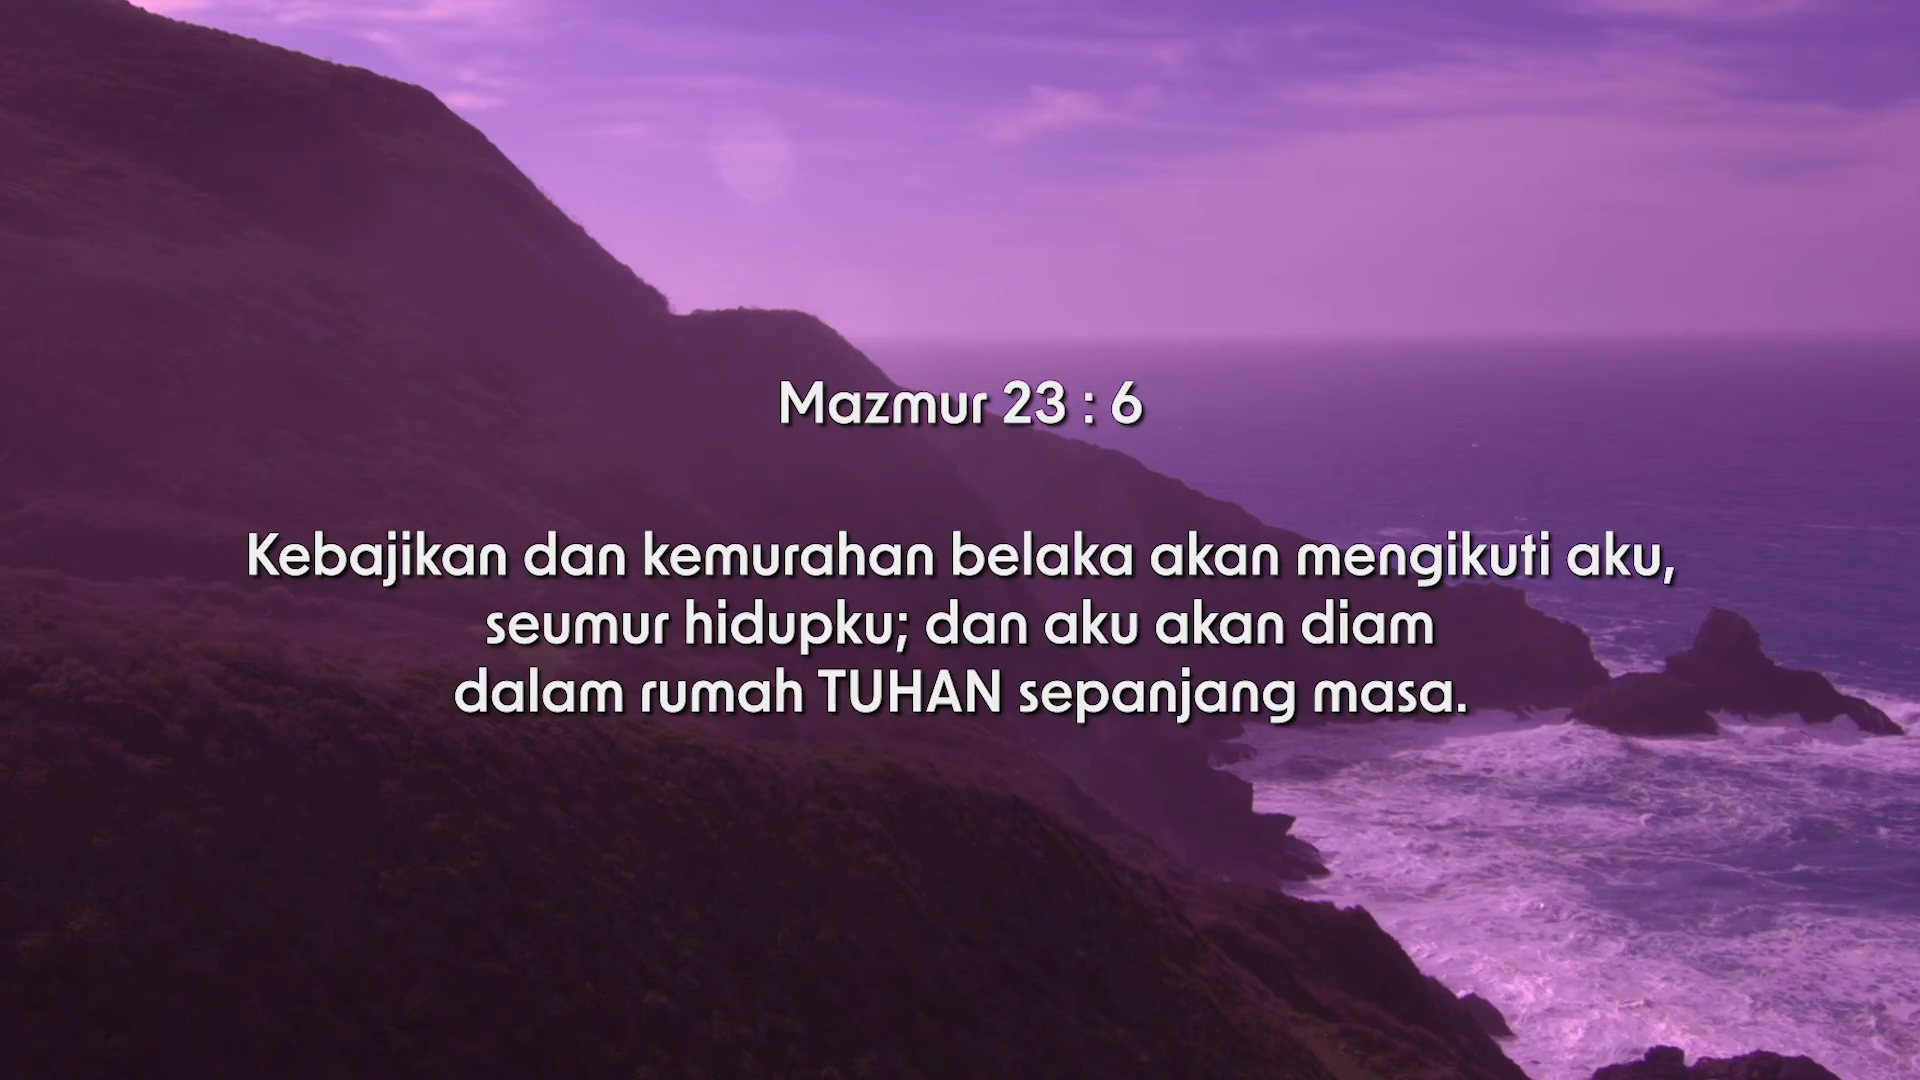 Mazmur 23 : 6
Kebajikan dan kemurahan belaka akan mengikuti aku,
seumur hidupku; dan aku akan diam
dalam rumah TUHAN sepanjang masa.